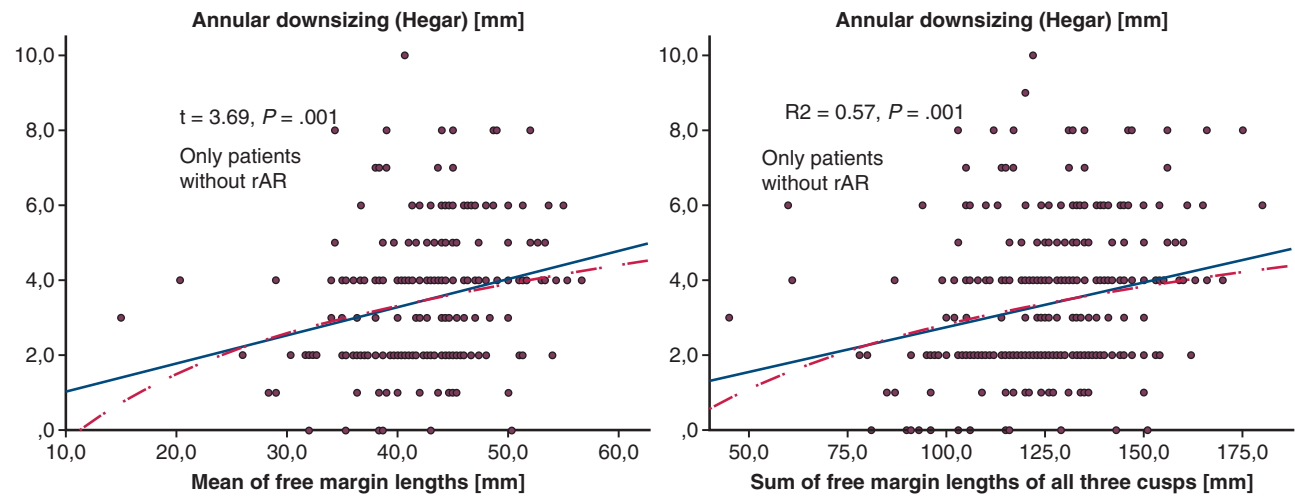 Annular downsizing (Hegar) [mm]
10,0
8,0
6,0
4,0
2,0
,0
t = 3.69, P = .001
Only patients
without rAR
10,0 20,0 30,0 40,0 50,0 60,0
Mean of free margin lengths [mm]
Annular downsizing (Hegar) [mm]
10,0
8,0
6,0
4,0
2,0
,0
R2 = 0.57, P = .001
Only patients
without rAR
50,0 75,0 100,0 125,0 150,0 175,0
Sum of free margin lengths of all three cusps [mm]